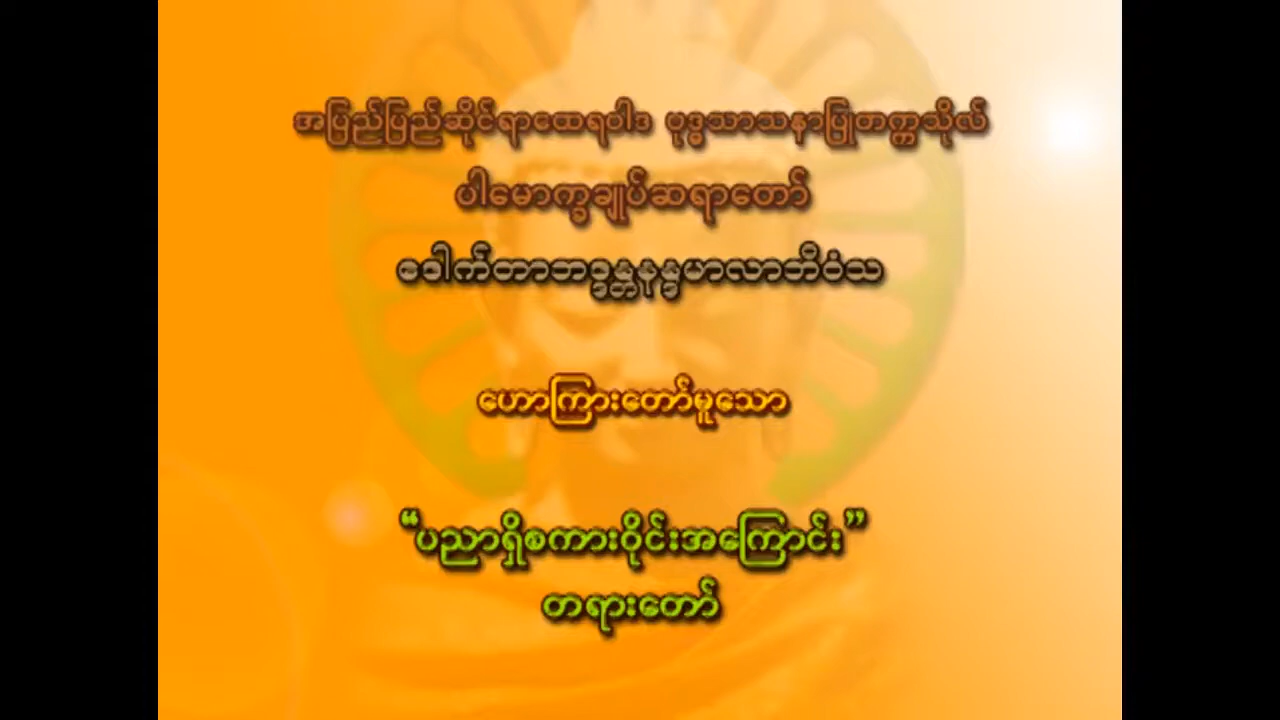 အပြည်ပြည်ဆိုင်ရာထေရဝါဒ ဗုဒ္ဓသာသနာပြုတက္ကသိုလ်
ပါမောက္ခချုပ်ဆရာတော်
ဒေါက်တာဘဒ္ဒန္တနန္ဒမာလာဘိဝံသ
ဟောကြားတော်မူသော
“ပညာရှိစကားဝိုင်းအကြောင်း”
တရားတော်